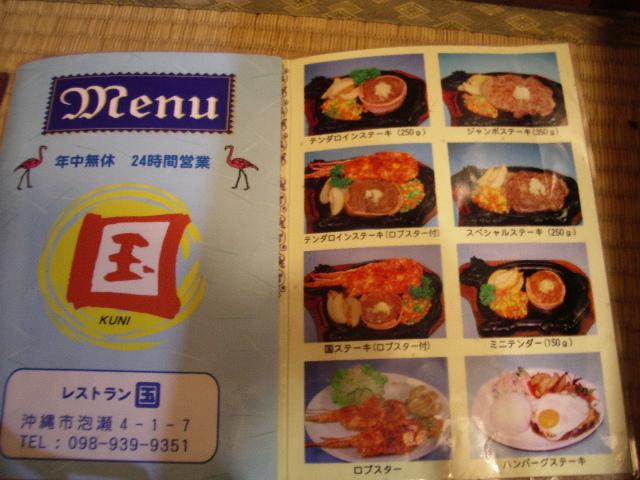 Menu
年中無休 24時間営業
国
KUNI
レストラン 国
沖縄市泡瀬4-1-7
TEL:098-939-9351
テンダロインステーキ(250g)
ジャンボステーキ(350g)
テンダロインステーキ(ロブスター付)
スペシャルステーキ(250g)
国ステーキ(ロブスター付)
ミニテンダー(150g)
ロブスター
ハンバーグステーキ